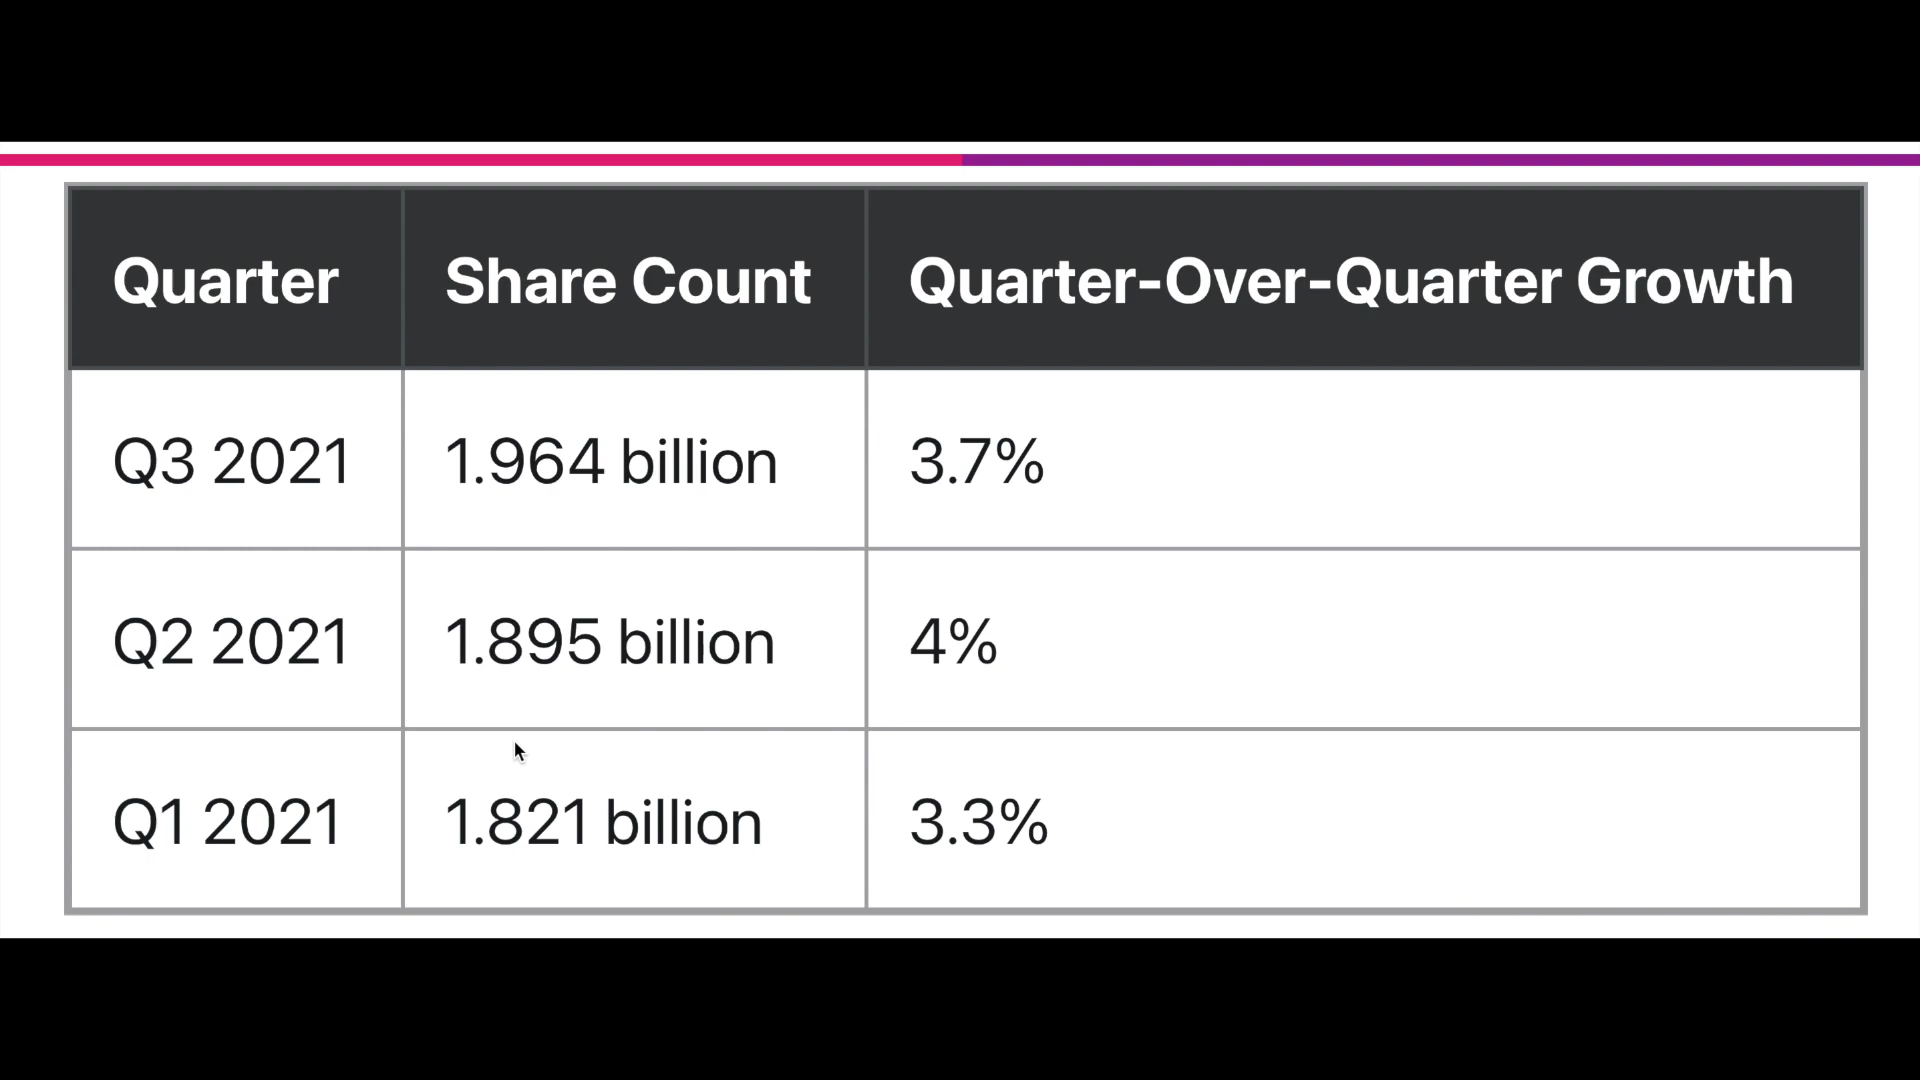 Quarter Share Count Quarter-Over-Quarter Growth
Q3 2021 1.964 billion 3.7%
Q2 2021 1.895 billion 4%
Q1 2021 1.821 billion 3.3%